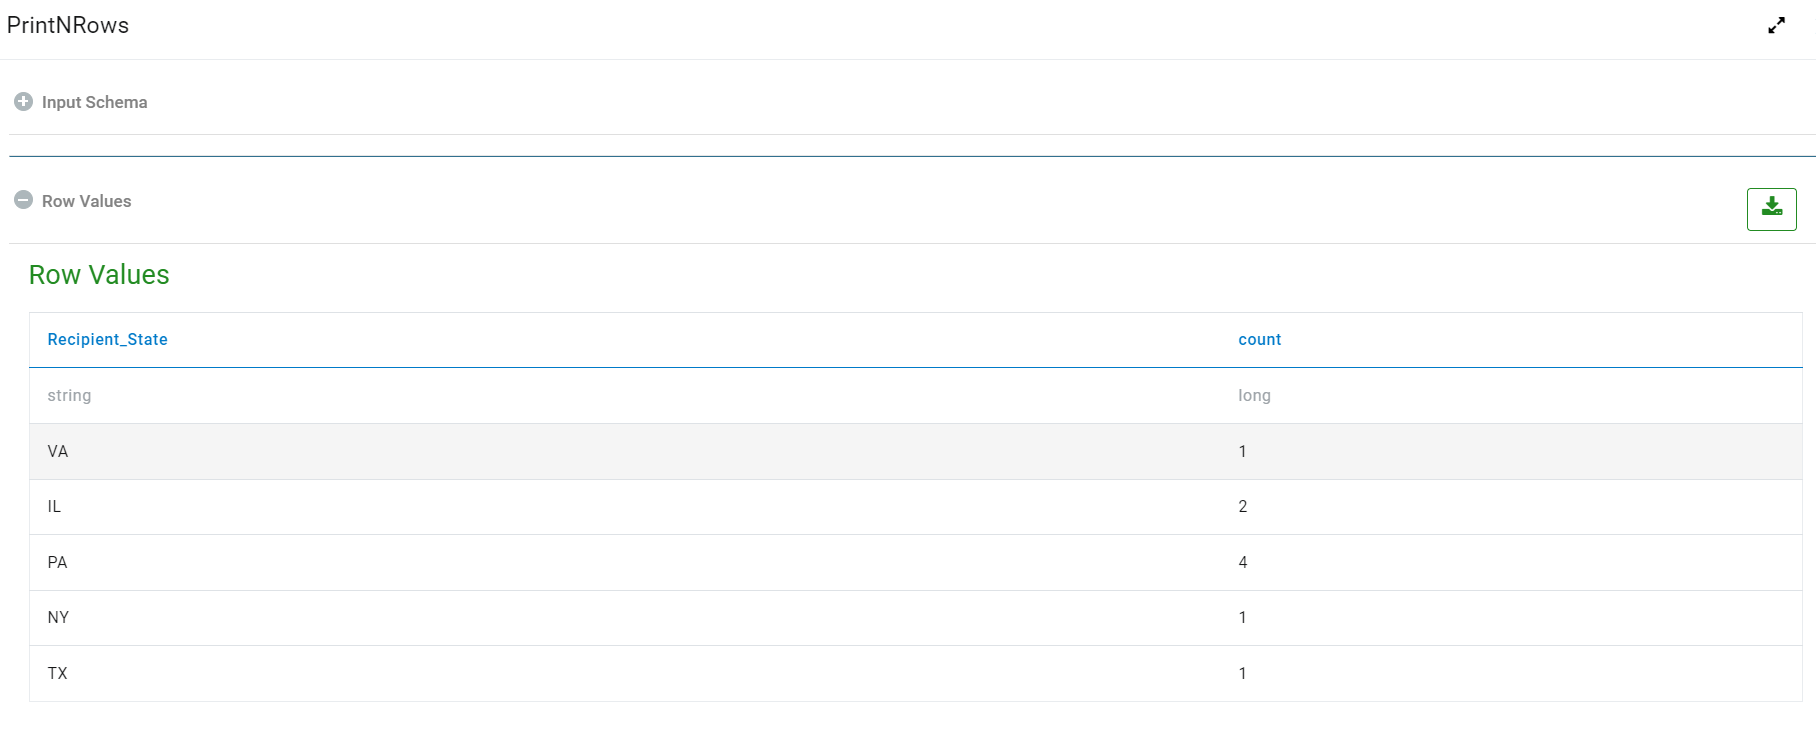 PrintNRows
Input Schema
Row Values
Row Values
Recipient_State count
string long
VA 1
IL 2
PA 4
NY 1
TX 1